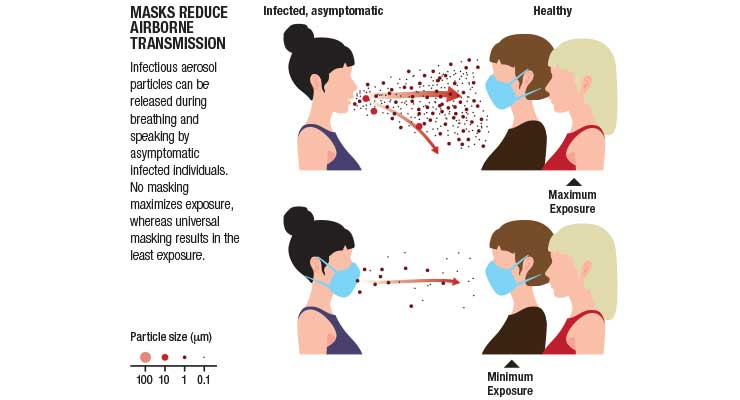 MASKS REDUCE
AIRBORNE
TRANSMISSION
Infectious aerosol
particles can be
released during
breathing and
speaking by
asymptomatic
infected individuals.
No masking
maximizes exposure,
whereas universal
masking results in the
least exposure.
Particle size (μm)
100 10 1 0.1
Infected, asymptomatic
Healthy
Maximum
Exposure
Minimum
Exposure